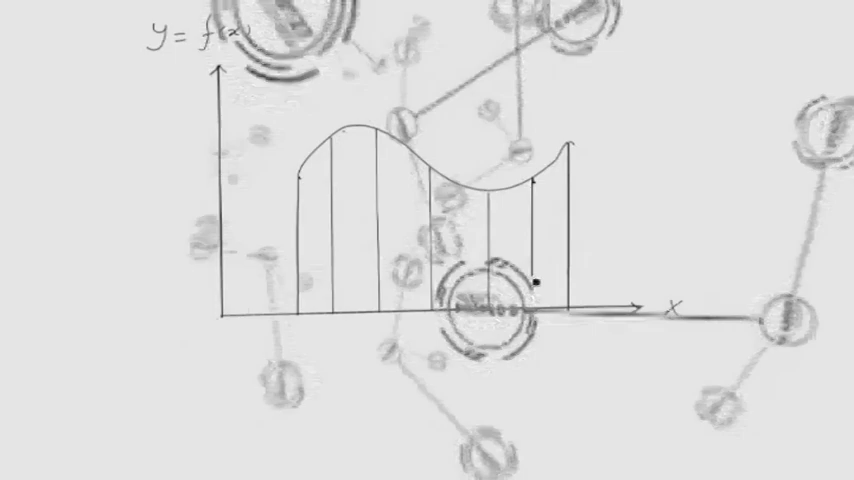 y = f(x)
x